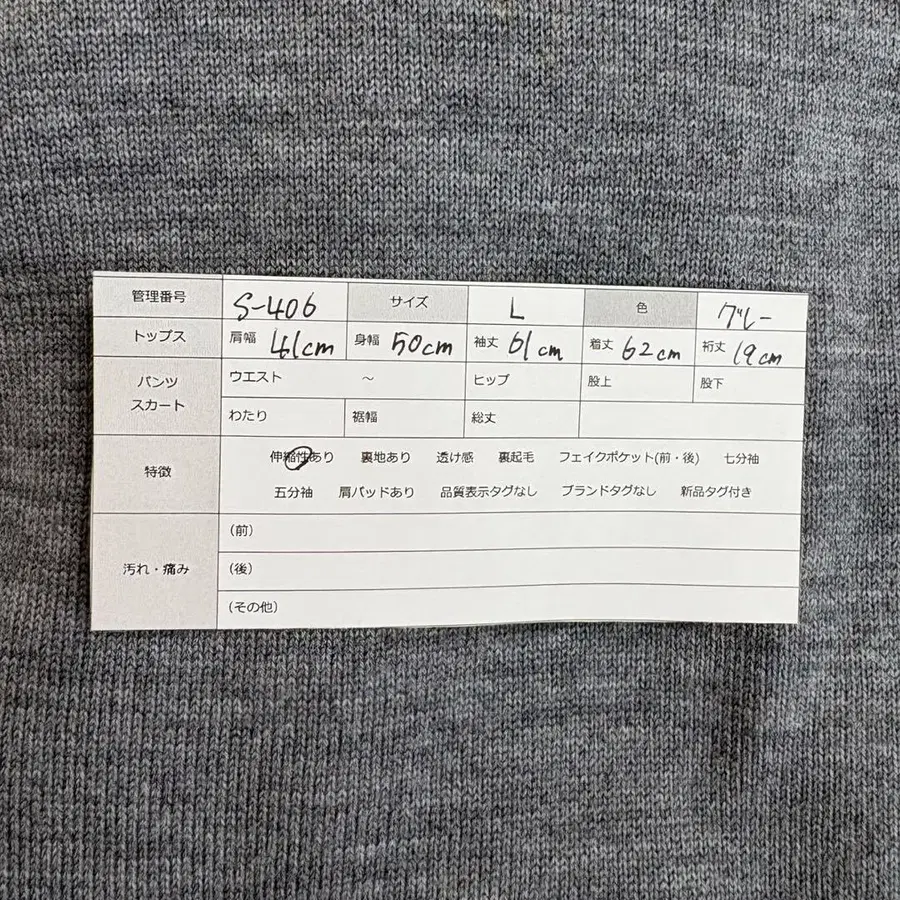 管理番号 S-406 サイズ L 色 グレー
トップス 肩幅 41cm 身幅 50cm 袖丈 61cm 着丈 62cm 裄丈 19cm
パンツ スカート ウエスト ～ ヒップ 股上 股下
わたり 裾幅 総丈
特徴 伸縮性あり 裏地あり 透け感 裏起毛 フェイクポケット(前・後) 七分袖
五分袖 肩パッドあり 品質表示タグなし ブランドタグなし 新品タグ付き
汚れ・痛み (前)
(後)
(その他)